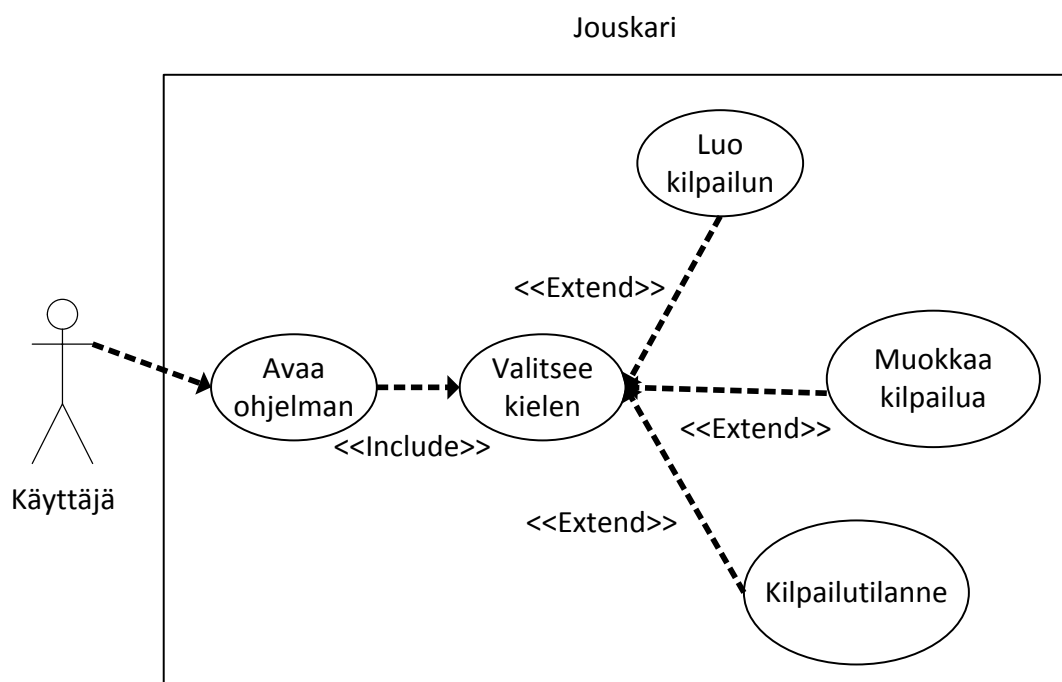 Jouskari
Luo
kilpailun
<<Extend>>
Avaa
ohjelman
Valitsee
kielen
Muokkaa
kilpailua
<<Include>>
<<Extend>>
Käyttäjä
<<Extend>>
Kilpailutilanne